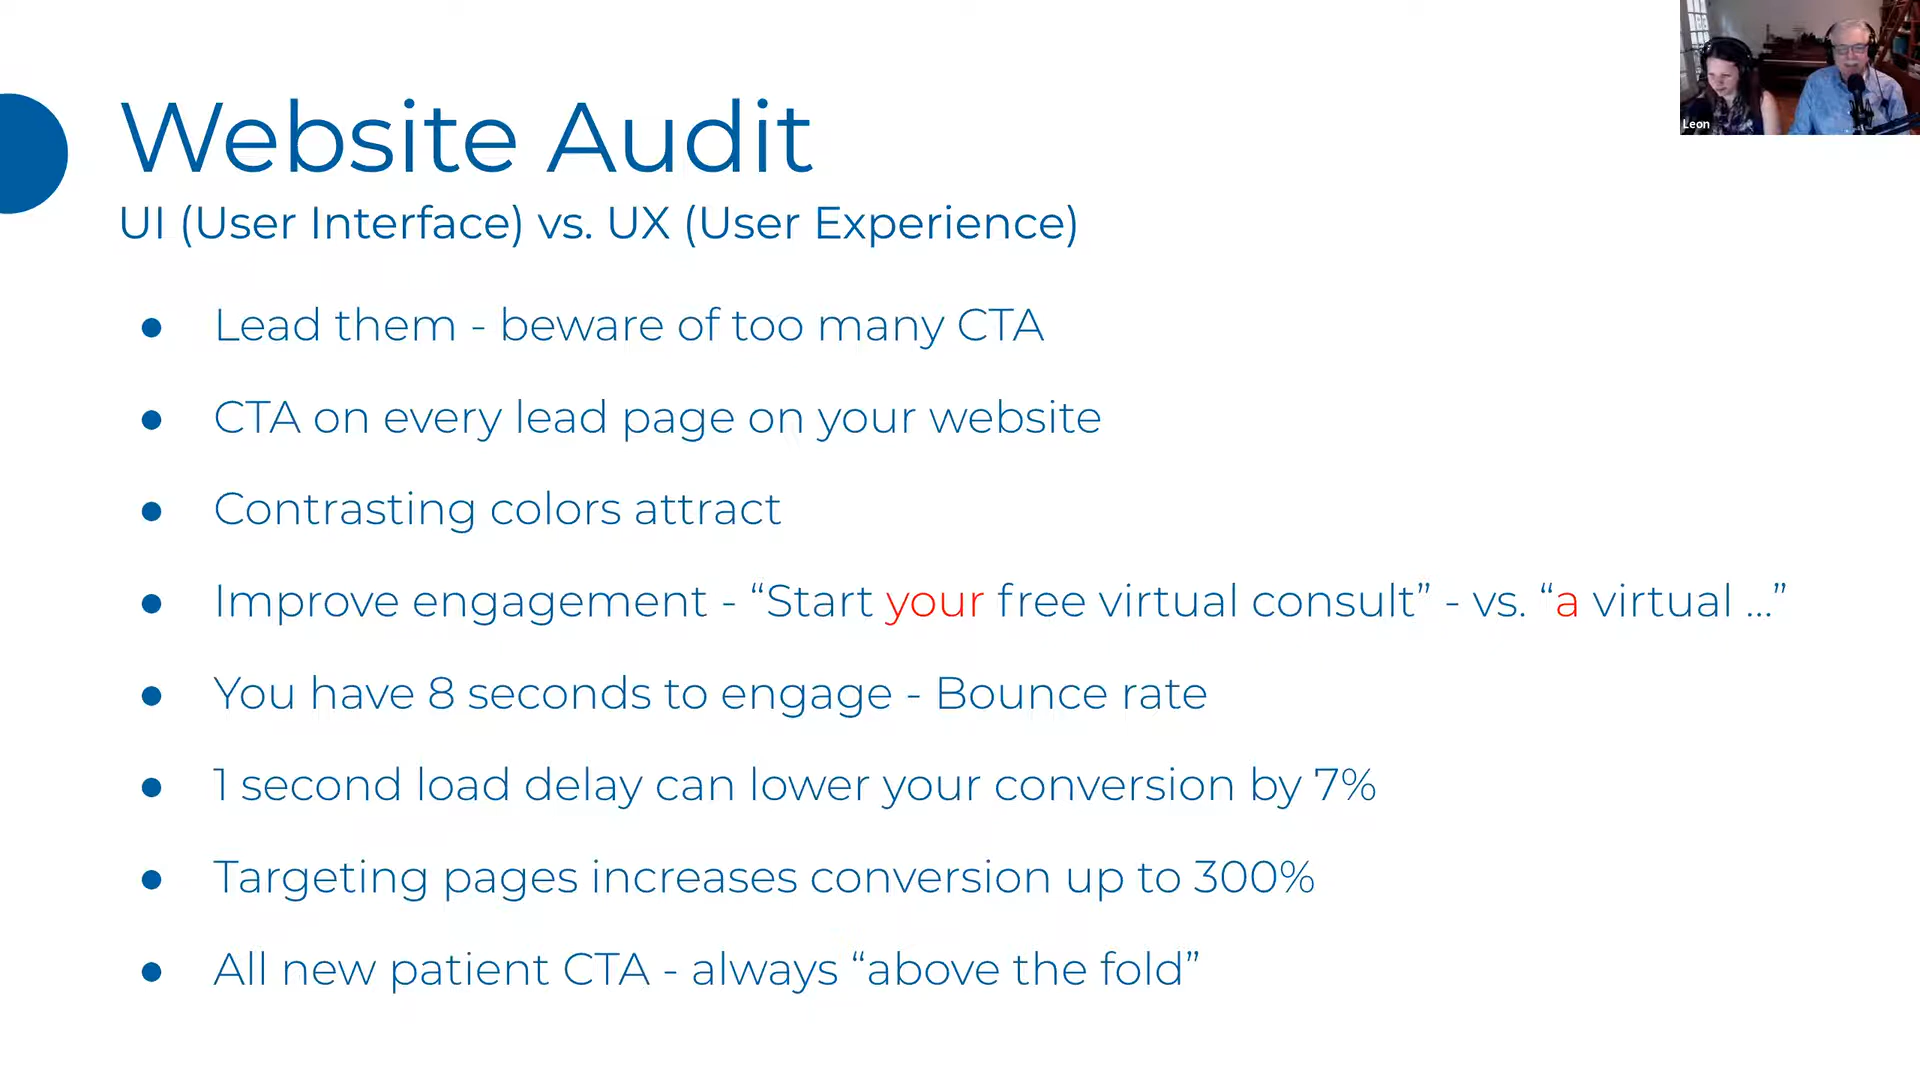 Website Audit
UI (User Interface) vs. UX (User Experience)
● Lead them - beware of too many CTA
● CTA on every lead page on your website
● Contrasting colors attract
● Improve engagement - “Start your free virtual consult” - vs. “a virtual ...”
● You have 8 seconds to engage - Bounce rate
● 1 second load delay can lower your conversion by 7%
● Targeting pages increases conversion up to 300%
● All new patient CTA - always “above the fold”
Leon